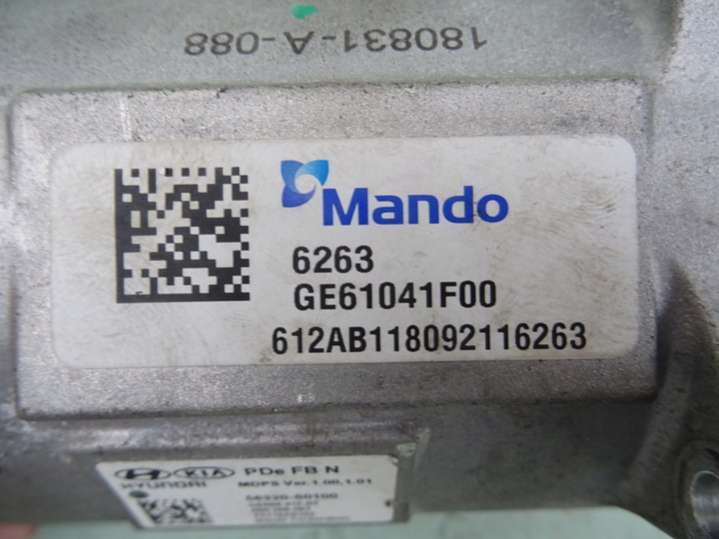 180831-A-088
Mando
6263
GE61041F00
612AB118092116263
HYUNDAI KIA PDe FB N
MDPS Ver.1.00,1.01